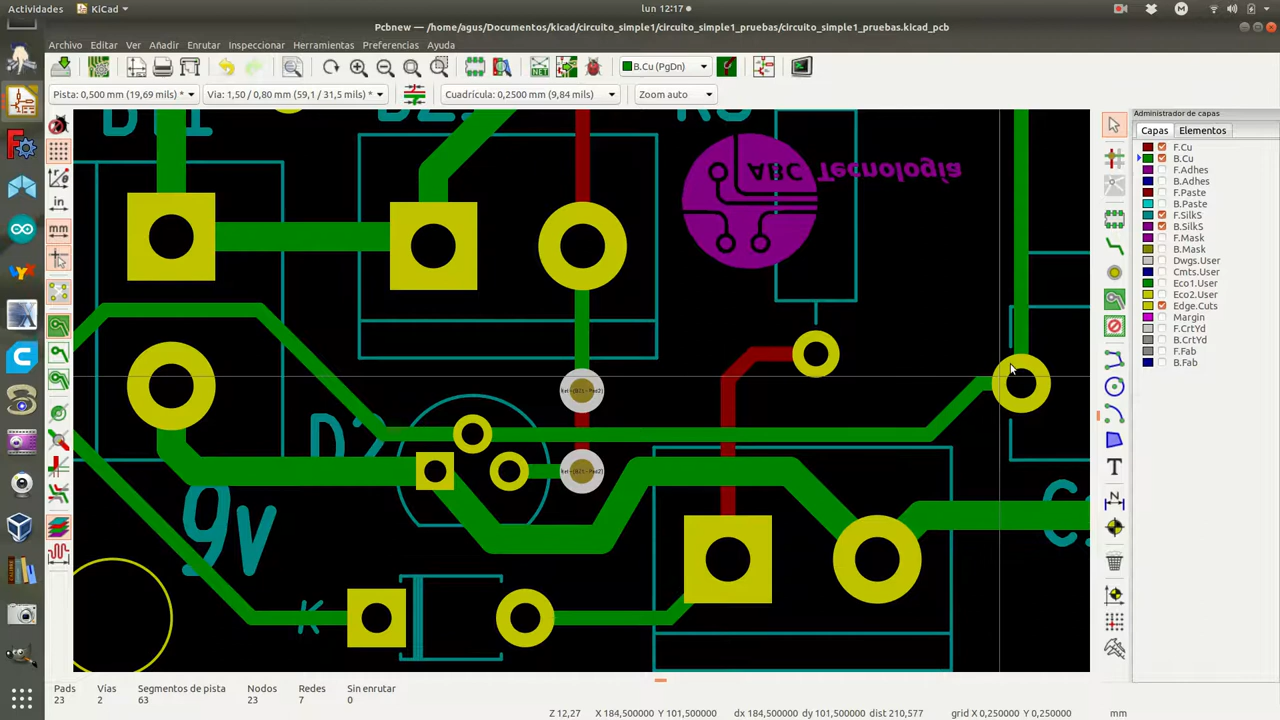 Actividades
KiCad
lun 12:17
Pcbnew — /home/agus/Documentos/kicad/circuito_simple1/circuito_simple1_pruebas/circuito_simple1_pruebas.kicad_pcb
Archivo Editar Ver Añadir Enrutar Inspeccionar Herramientas Preferencias Ayuda
B.Cu (PgDn)
Pista: 0,500 mm (19,69 mils) *
Vía: 1,50 / 0,80 mm (59,1 / 31,5 mils) *
Cuadrícula: 0,2500 mm (9,84 mils)
Zoom auto
Administrador de capas
Capas Elementos
F.Cu
B.Cu
F.Adhes
B.Adhes
F.Paste
B.Paste
F.SilkS
B.SilkS
F.Mask
B.Mask
Dwgs.User
Cmts.User
Eco1.User
Eco2.User
Edge.Cuts
Margin
F.CrtYd
B.CrtYd
F.Fab
B.Fab
in
mm
NET
T
N
ABC Tecnología
D2
9V
K
Pads Vías Segmentos de pista Nodos Redes Sin enrutar
23 2 63 23 7 0
Z 12,27 X 184,500000 Y 101,500000 dx 184,500000 dy 101,500000 dist 210,577 grid X 0,250000 Y 0,250000 mm